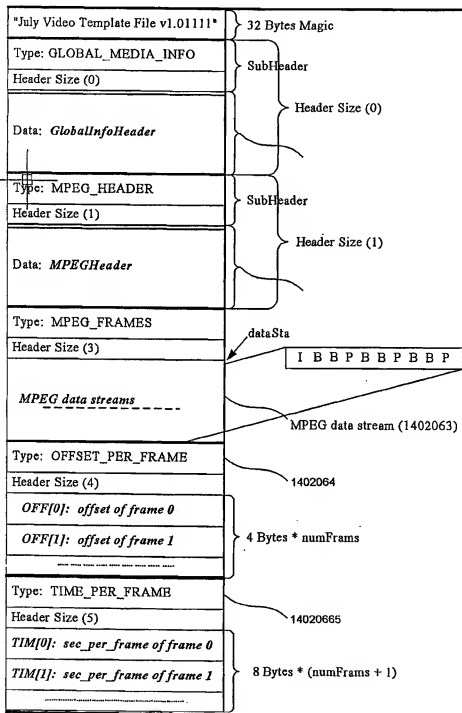 "July Video Template File v1.01111"
32 Bytes Magic
Type: GLOBAL_MEDIA_INFO
Header Size (0)
SubHeader
Header Size (0)
Data: GlobalInfoHeader
Type: MPEG_HEADER
Header Size (1)
SubHeader
Header Size (1)
Data: MPEGHeader
Type: MPEG_FRAMES
Header Size (3)
dataSta
I B B P B B P B B P
MPEG data streams
MPEG data stream (1402063)
Type: OFFSET_PER_FRAME
Header Size (4)
1402064
OFF[0]: offset of frame 0
OFF[1]: offset of frame 1
4 Bytes * numFrams
Type: TIME_PER_FRAME
Header Size (5)
14020665
TIM[0]: sec_per_frame of frame 0
TIM[1]: sec_per_frame of frame 1
8 Bytes * (numFrams + 1)